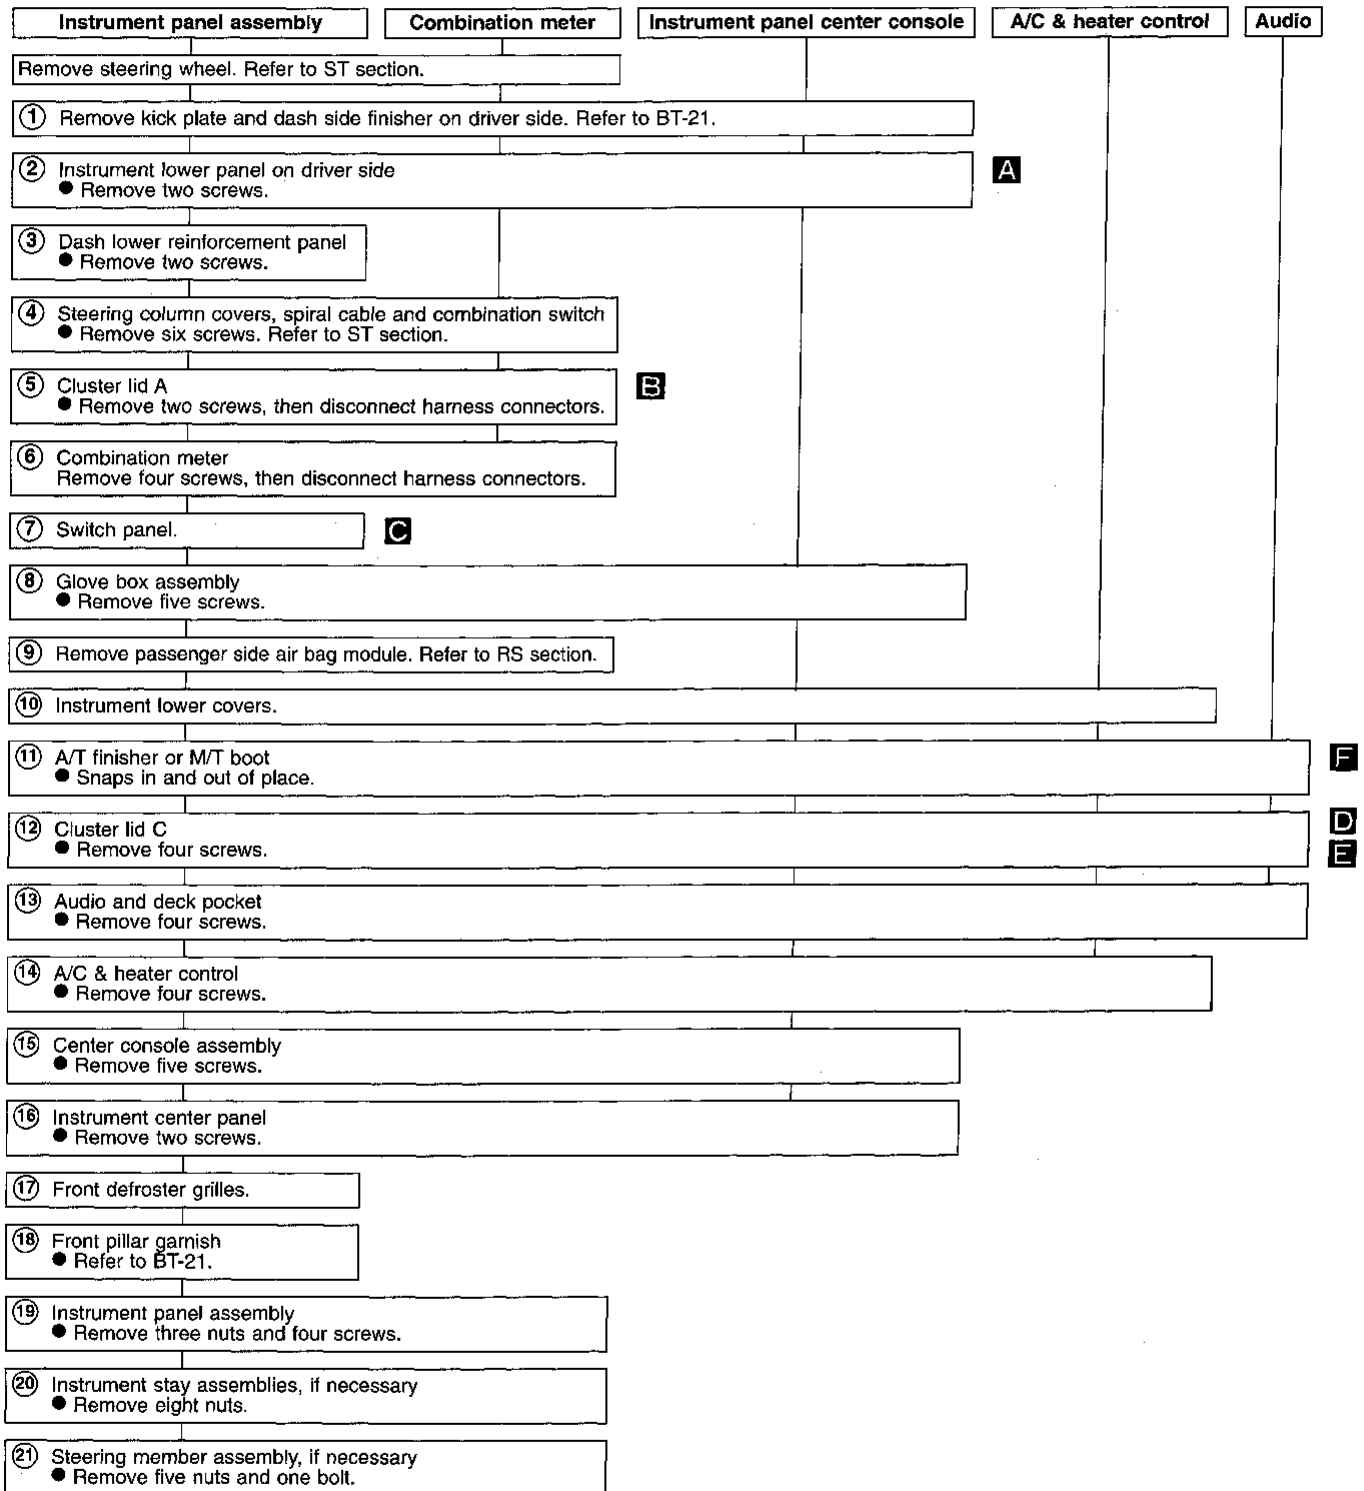 Instrument panel assembly Combination meter Instrument panel center console A/C & heater control Audio
Remove steering wheel. Refer to ST section.
① Remove kick plate and dash side finisher on driver side. Refer to BT-21.
② Instrument lower panel on driver side A
● Remove two screws.
③ Dash lower reinforcement panel
● Remove two screws.
④ Steering column covers, spiral cable and combination switch
● Remove six screws. Refer to ST section.
⑤ Cluster lid A B
● Remove two screws, then disconnect harness connectors.
⑥ Combination meter
Remove four screws, then disconnect harness connectors.
⑦ Switch panel. C
⑧ Glove box assembly
● Remove five screws.
⑨ Remove passenger side air bag module. Refer to RS section.
⑩ Instrument lower covers.
⑪ A/T finisher or M/T boot F
● Snaps in and out of place.
⑫ Cluster lid C D
● Remove four screws. E
⑬ Audio and deck pocket
● Remove four screws.
⑭ A/C & heater control
● Remove four screws.
⑮ Center console assembly
● Remove five screws.
⑯ Instrument center panel
● Remove two screws.
⑰ Front defroster grilles.
⑱ Front pillar garnish
● Refer to BT-21.
⑲ Instrument panel assembly
● Remove three nuts and four screws.
⑳ Instrument stay assemblies, if necessary
● Remove eight nuts.
㉑ Steering member assembly, if necessary
● Remove five nuts and one bolt.